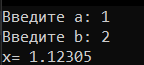 Введите a: 1
Введите b: 2
x= 1.12305